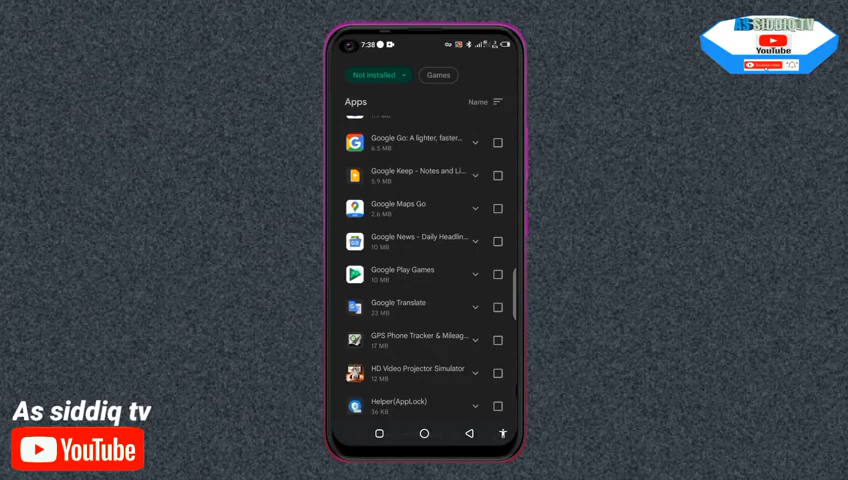 AS SIDDIQ TV
YouTube
7:38
Not installed
Games
Apps
Name
Google Go: A lighter, faster...
6.5 MB
Google Keep - Notes and Li...
5.9 MB
Google Maps Go
2.6 MB
Google News - Daily Headlin...
10 MB
Google Play Games
10 MB
Google Translate
23 MB
GPS Phone Tracker & Mileag...
17 MB
HD Video Projector Simulator
12 MB
Helper(AppLock)
36 KB
As siddiq tv
YouTube